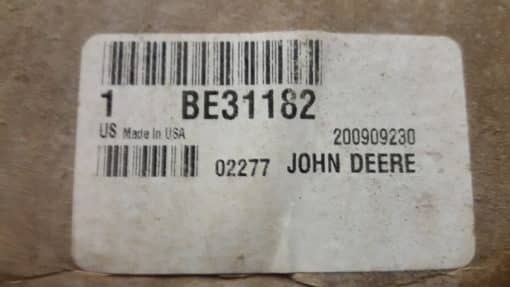 1 BE31182
US Made In USA 200909230
02277 JOHN DEERE